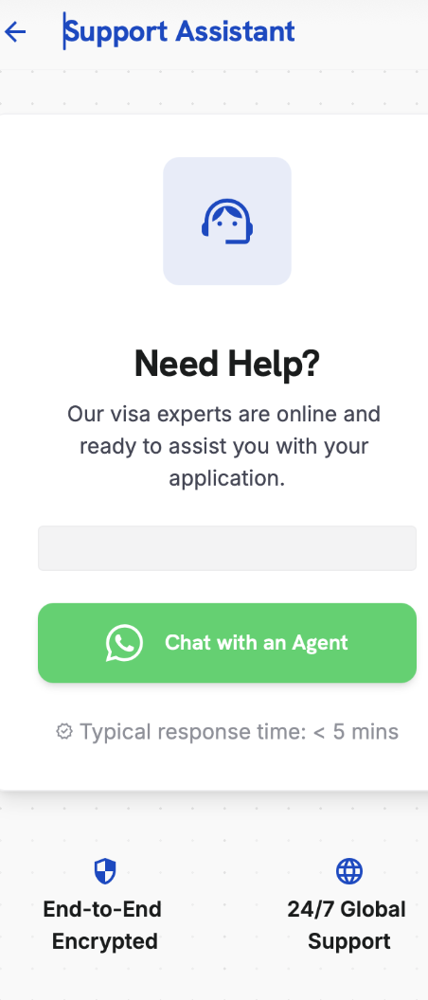 Support Assistant
Need Help?
Our visa experts are online and
ready to assist you with your
application.
Chat with an Agent
Typical response time: < 5 mins
End-to-End
Encrypted
24/7 Global
Support